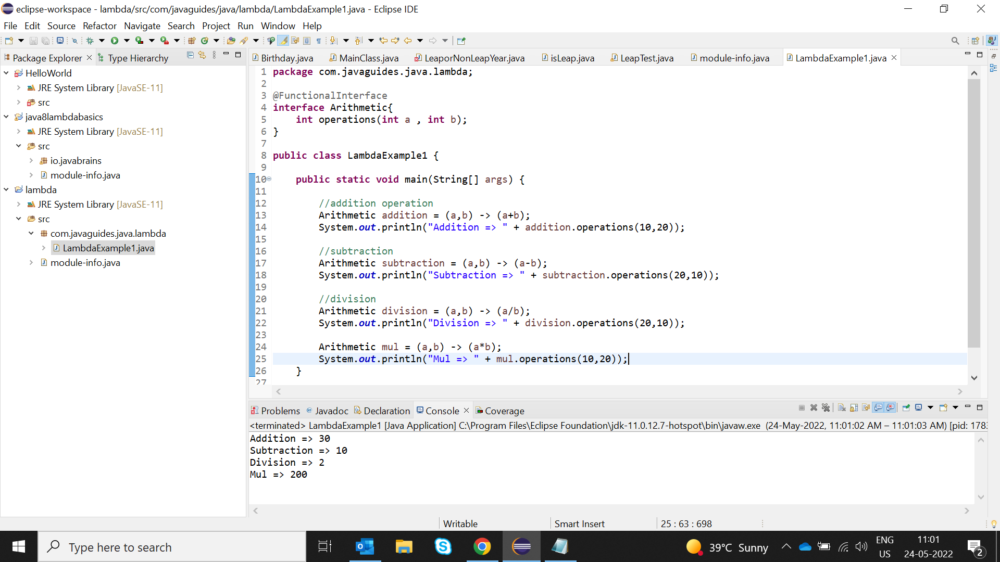 eclipse-workspace - lambda/src/com/javaguides/java/lambda/LambdaExample1.java - Eclipse IDE
File Edit Source Refactor Navigate Search Project Run Window Help
Package Explorer
Type Hierarchy
HelloWorld
JRE System Library [JavaSE-11]
src
java8lambdabasics
JRE System Library [JavaSE-11]
src
io.javabrains
module-info.java
lambda
JRE System Library [JavaSE-11]
src
com.javaguides.java.lambda
LambdaExample1.java
module-info.java
Birthday.java MainClass.java LeaporNonLeapYear.java isLeap.java LeapTest.java module-info.java LambdaExample1.java
1 package com.javaguides.java.lambda;
2
3 @FunctionalInterface
4 interface Arithmetic{
5     int operations(int a , int b);
6 }
7
8 public class LambdaExample1 {
9
10     public static void main(String[] args) {
11
12         //addition operation
13         Arithmetic addition = (a,b) -> (a+b);
14         System.out.println("Addition => " + addition.operations(10,20));
15
16         //subtraction
17         Arithmetic subtraction = (a,b) -> (a-b);
18         System.out.println("Subtraction => " + subtraction.operations(20,10));
19
20         //division
21         Arithmetic division = (a,b) -> (a/b);
22         System.out.println("Division => " + division.operations(20,10));
23
24         Arithmetic mul = (a,b) -> (a*b);
25         System.out.println("Mul => " + mul.operations(10,20));
26     }
27
Problems Javadoc Declaration Console Coverage
<terminated> LambdaExample1 [Java Application] C:\Program Files\Eclipse Foundation\jdk-11.0.12.7-hotspot\bin\javaw.exe (24-May-2022, 11:01:02 AM – 11:01:03 AM) [pid: 178
Addition => 30
Subtraction => 10
Division => 2
Mul => 200
Writable Smart Insert 25 : 63 : 698
Type here to search
39°C Sunny
ENG
US
11:01
24-05-2022
2